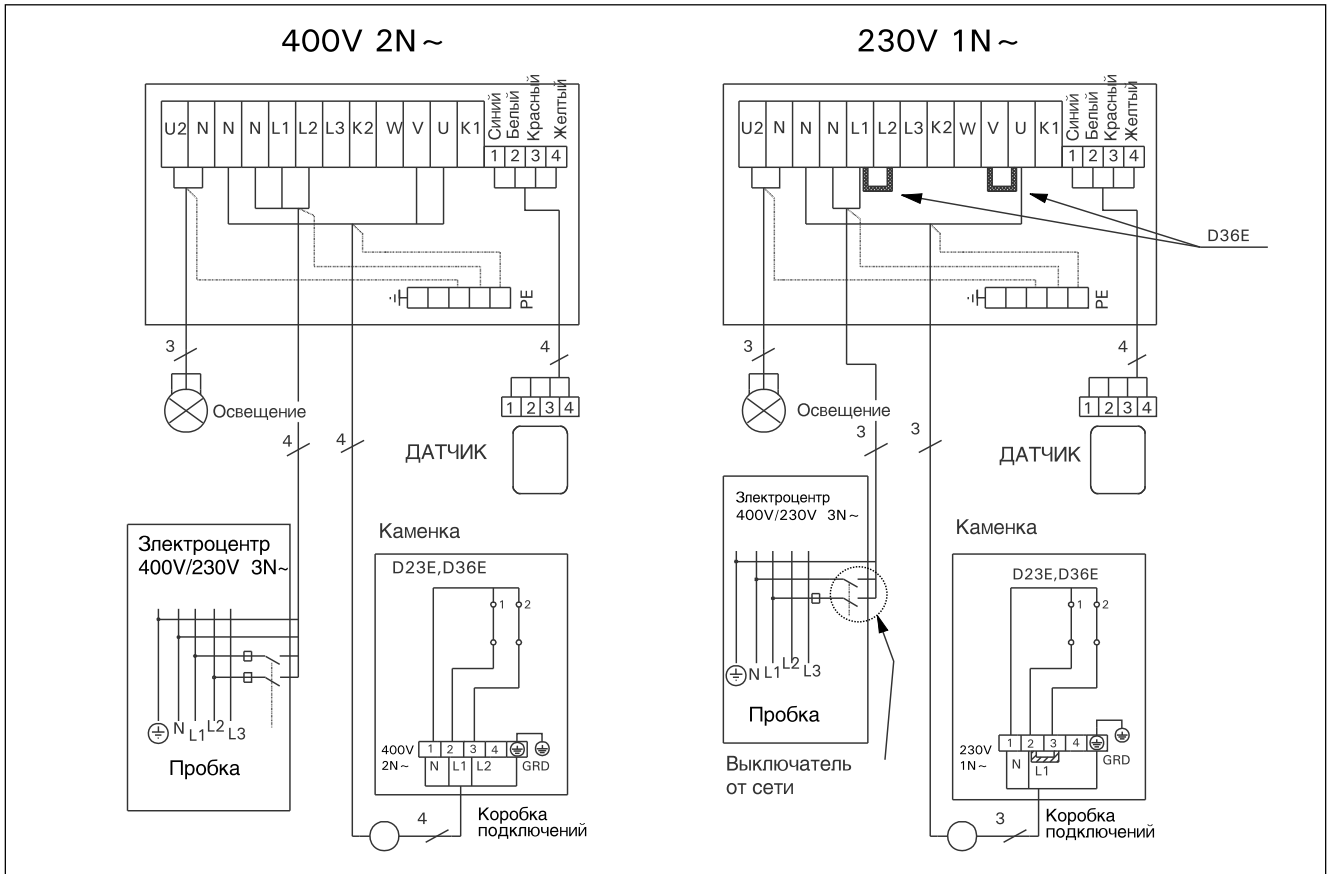 400V 2N~
U2 N N N L1 L2 L3 K2 W V U K1
Синий
Белый
Красный
Желтый
1 2 3 4
PE
3
4
Освещение
1 2 3 4
4
4
ДАТЧИК
Злектроцентр
400V/230V 3N~
N L1 L2 L3
Пробка
Каменка
D23E,D36E
1 2
400V
2N~
1 2 3 4
N L1 L2
GRD
4
Коробка
подключений
230V 1N~
U2 N N N L1 L2 L3 K2 W V U K1
Синий
Белый
Красный
Желтый
1 2 3 4
D36E
PE
3
4
Освещение
1 2 3 4
3
3
ДАТЧИК
Злектроцентр
400V/230V 3N~
N L1 L2 L3
Пробка
Выключатель
от сети
Каменка
D23E,D36E
1 2
230V
1N~
1 2 3 4
N L1
GRD
3
Коробка
подключений